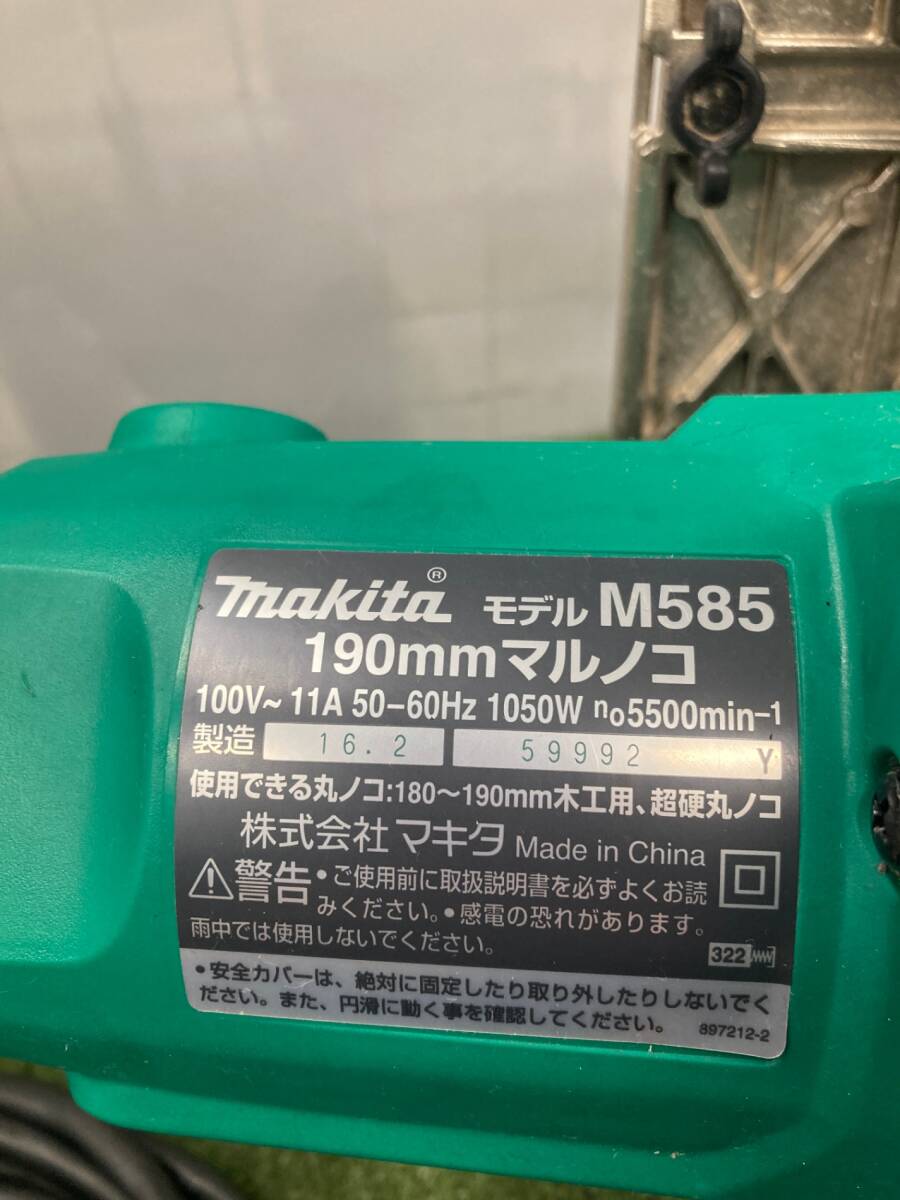 makita® モデル M585
190mmマルノコ
100V～11A 50–60Hz 1050W n₀5500min⁻¹
製造 16.2 59992 Y
使用できる丸ノコ:180～190mm木工用、超硬丸ノコ
株式会社 マキタ Made in China
警告 •ご使用前に取扱説明書を必ずよくお読
みください。•感電の恐れがあります。
雨中では使用しないでください。
322
•安全カバーは、絶対に固定したり取り外したりしないでく
ださい。また、円滑に動く事を確認してください。
897212-2